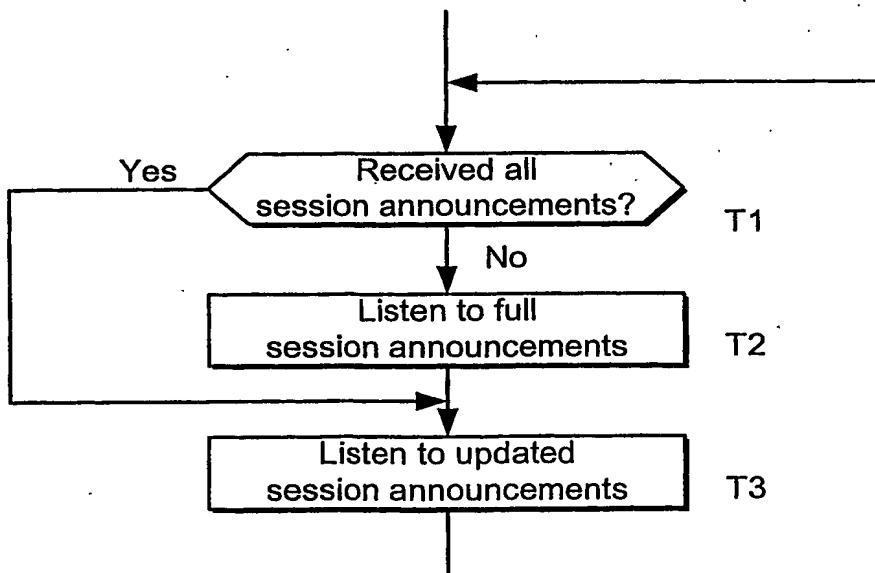 Yes
Received all
session announcements?
T1
No
Listen to full
session announcements
T2
Listen to updated
session announcements
T3